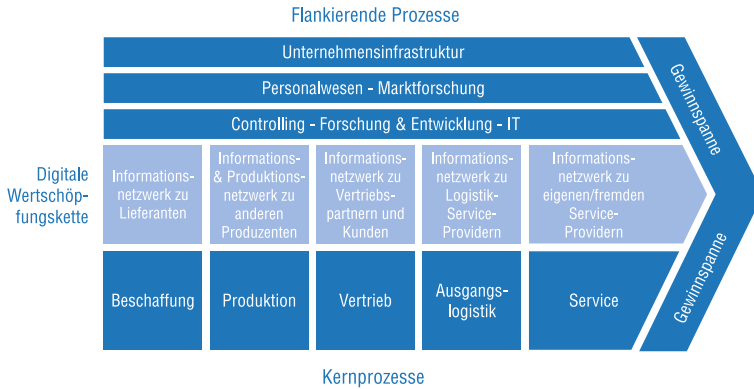 Flankierende Prozesse
Unternehmensinfrastruktur
Personalwesen - Marktforschung
Controlling - Forschung & Entwicklung - IT
Gewinnspanne
Digitale
Wertschöp-
fungskette
Informations-
netzwerk zu
Lieferanten
Informations-
& Produktions-
netzwerk zu
anderen
Produzenten
Informations-
netzwerk zu
Vertriebs-
partnern und
Kunden
Informations-
netzwerk zu
Logistik-
Service-
Providern
Informations-
netzwerk zu
eigenen/fremden
Service-
Providern
Beschaffung
Produktion
Vertrieb
Ausgangs-
logistik
Service
Gewinnspanne
Kernprozesse